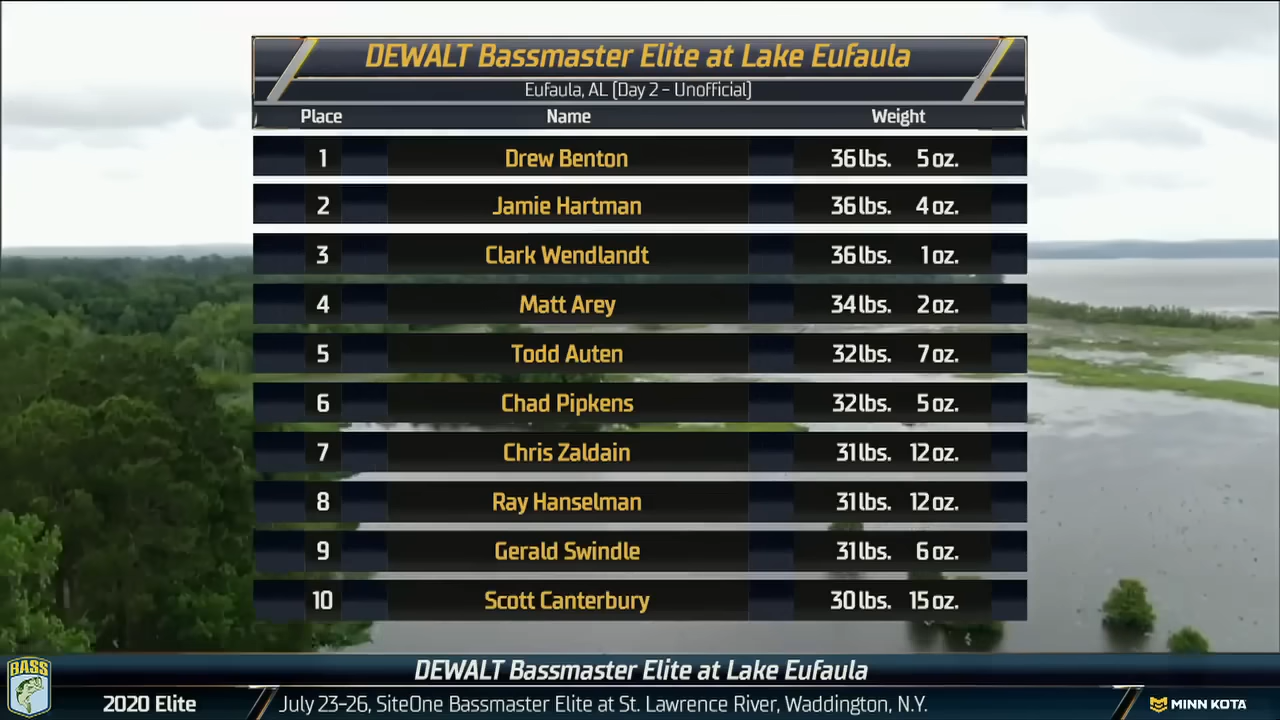 DEWALT Bassmaster Elite at Lake Eufaula
Eufaula, AL (Day 2 - Unofficial)
Place Name Weight
1 Drew Benton 36 lbs. 5 oz.
2 Jamie Hartman 36 lbs. 4 oz.
3 Clark Wendlandt 36 lbs. 1 oz.
4 Matt Arey 34 lbs. 2 oz.
5 Todd Auten 32 lbs. 7 oz.
6 Chad Pipkens 32 lbs. 5 oz.
7 Chris Zaldain 31 lbs. 12 oz.
8 Ray Hanselman 31 lbs. 12 oz.
9 Gerald Swindle 31 lbs. 6 oz.
10 Scott Canterbury 30 lbs. 15 oz.
BASS
DEWALT Bassmaster Elite at Lake Eufaula
2020 Elite July 23-26, SiteOne Bassmaster Elite at St. Lawrence River, Waddington, N.Y. MINN KOTA